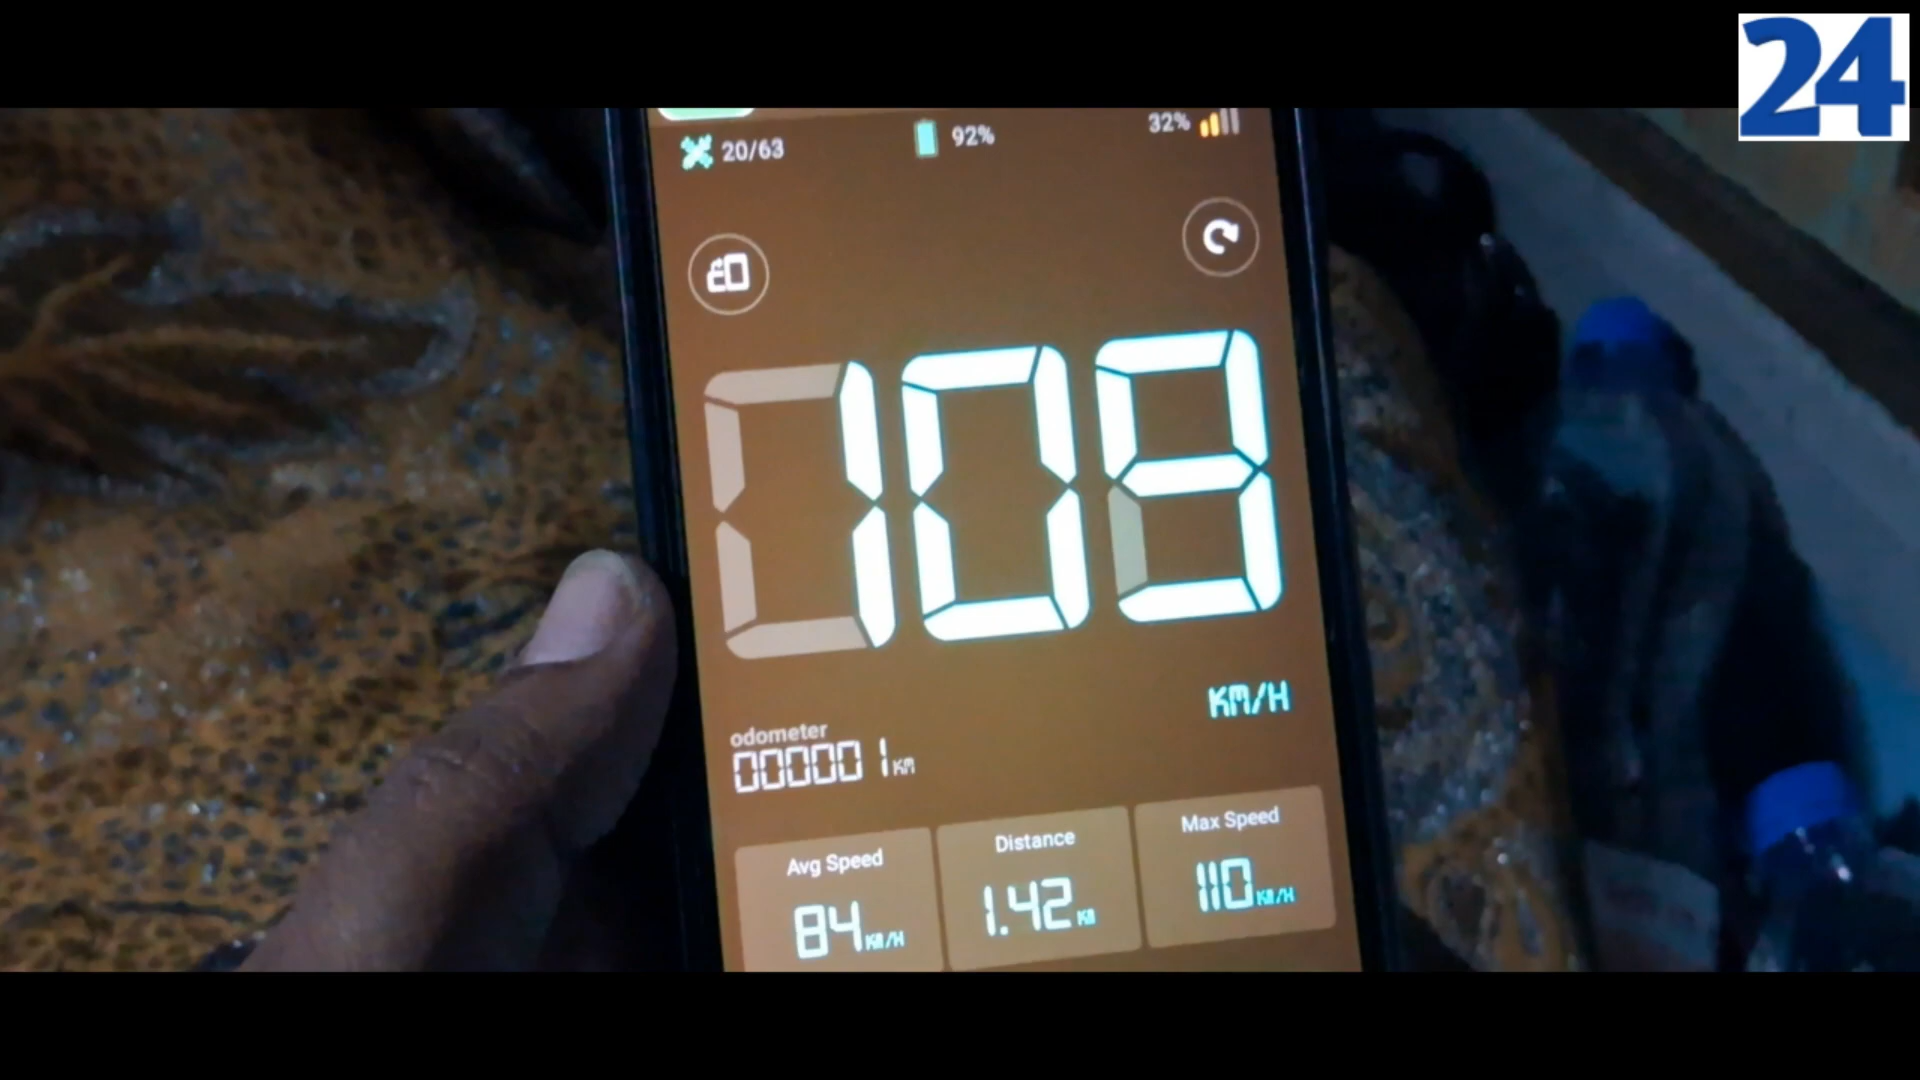 24
20/63
92%
32%
109
KM/H
odometer
000001 KM
Avg Speed
84 KM/H
Distance
1.42 KM
Max Speed
110 KM/H